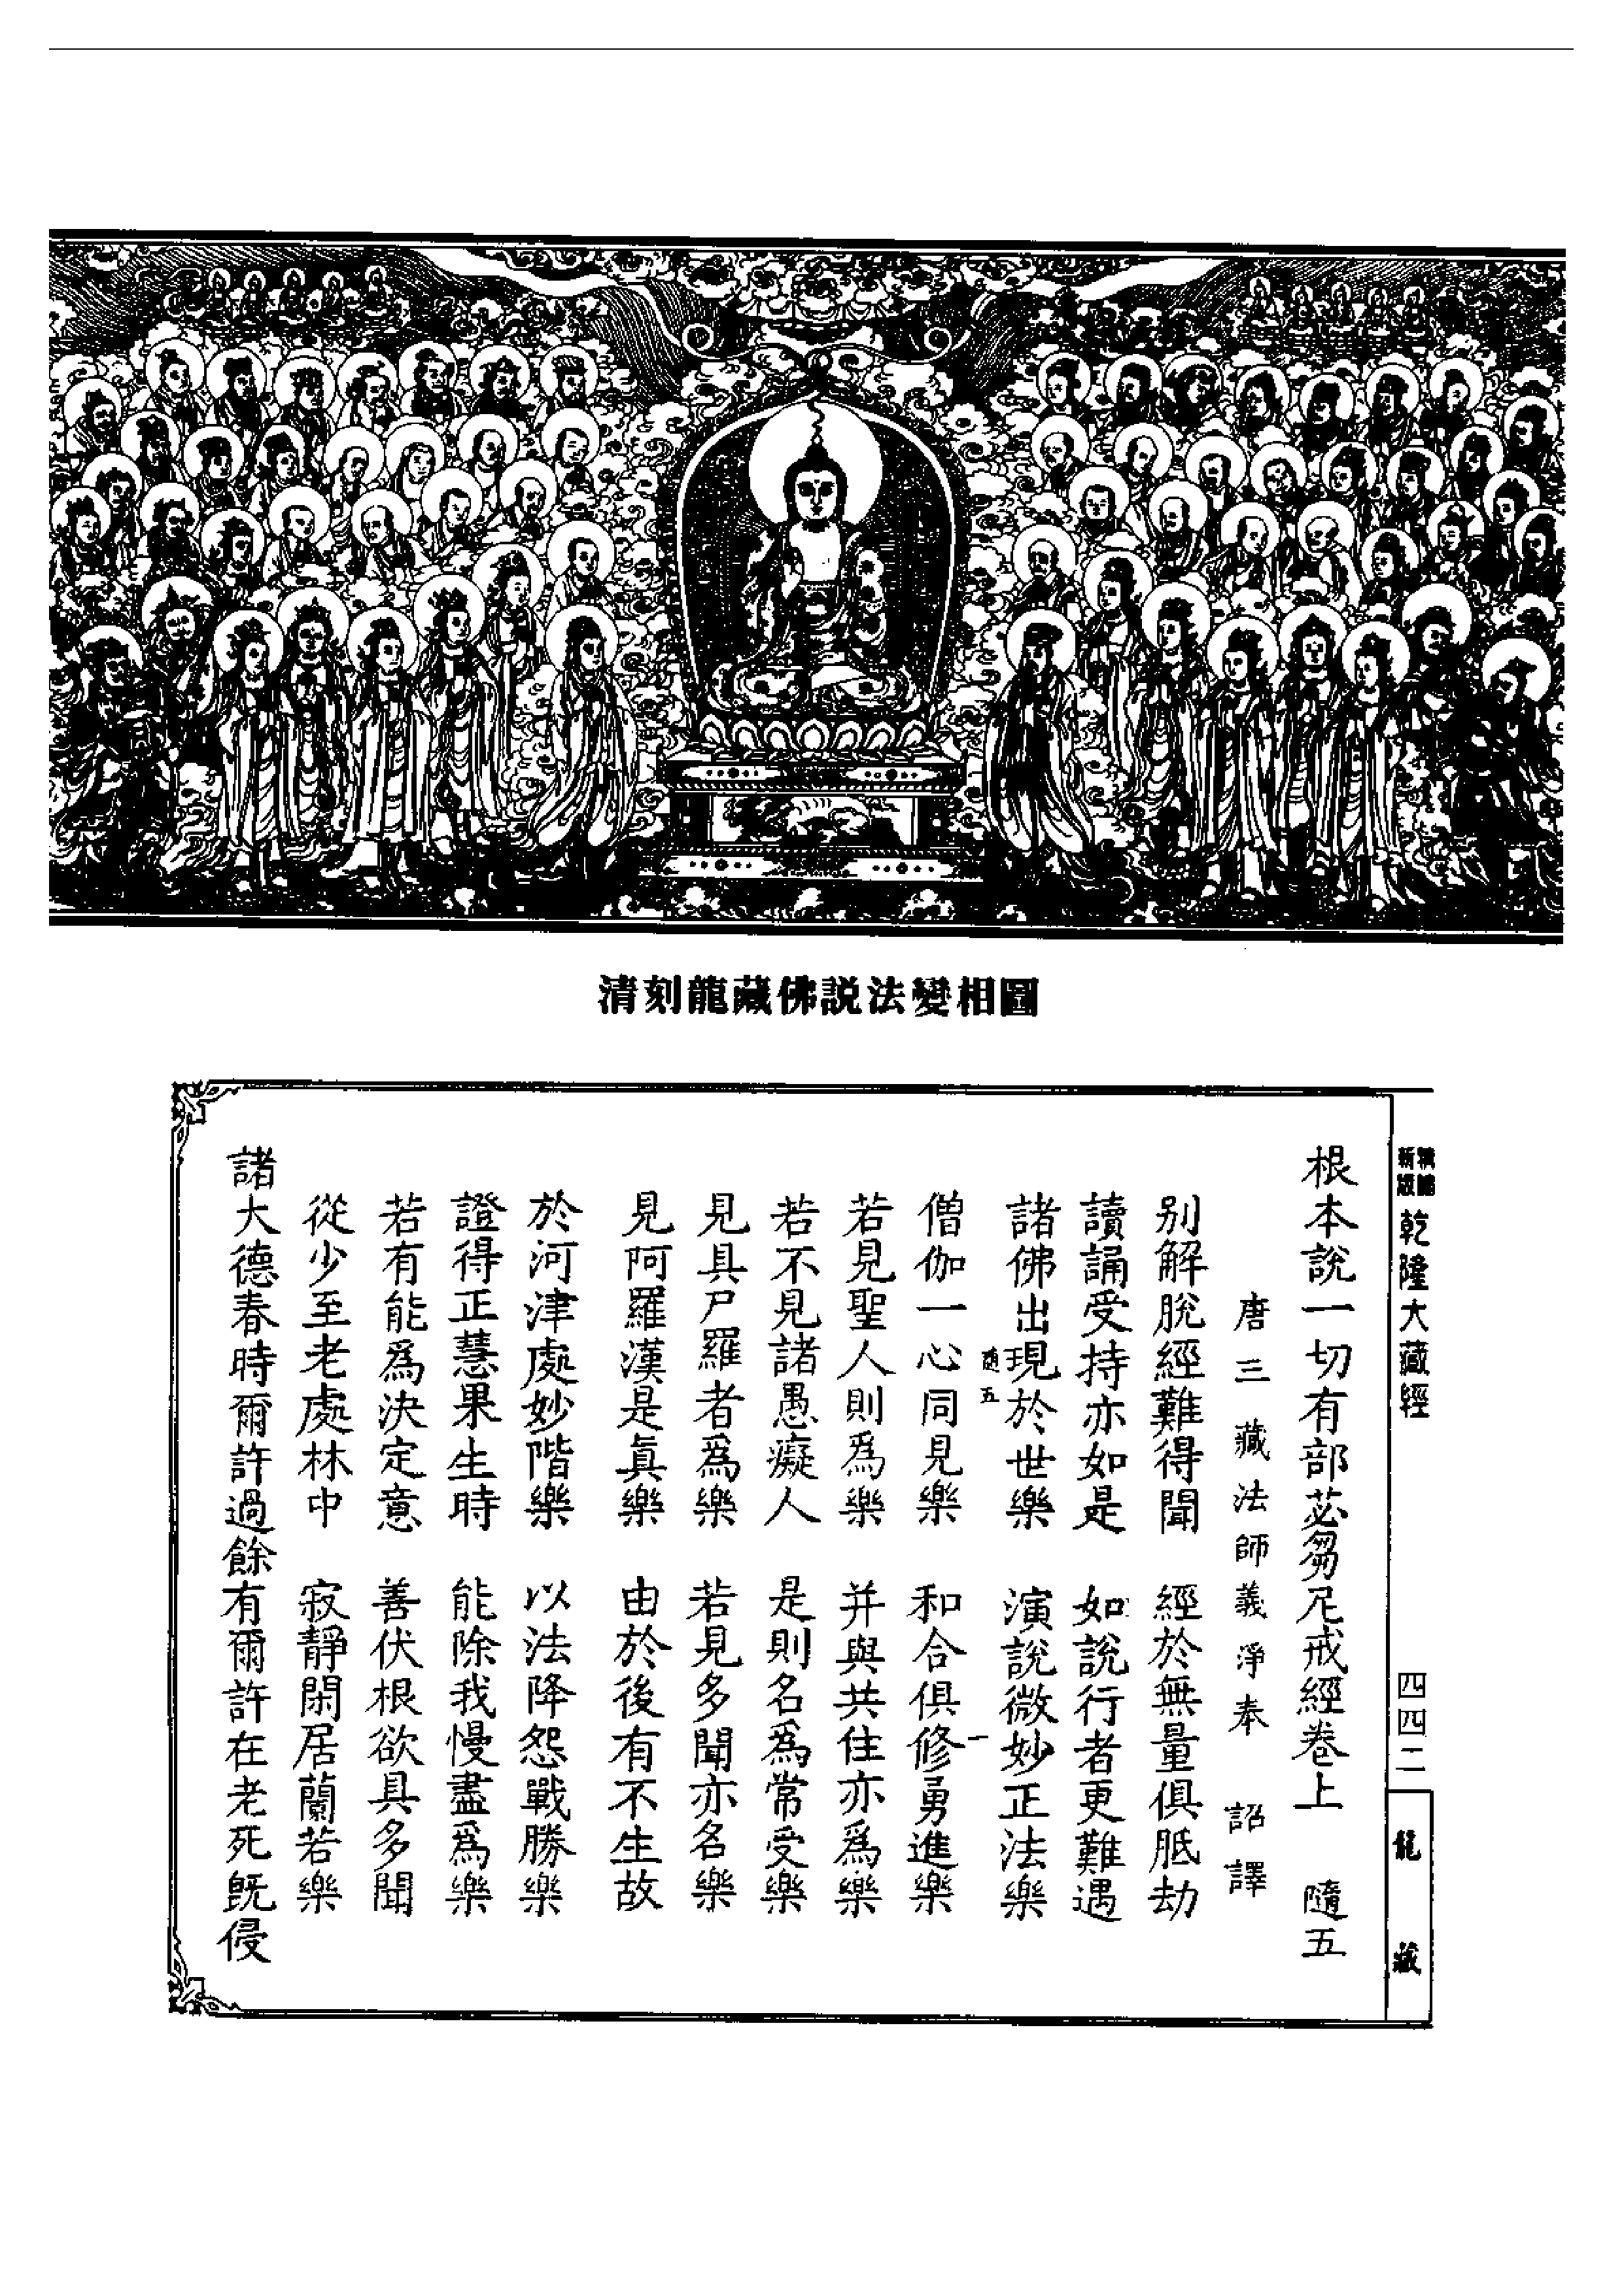 清刻龍藏佛説法變相圖
乾隆大藏經
四四二
龍藏
根本說一切有部苾芻尼戒經卷上 隨五
唐三藏法師義淨奉 詔譯
別解脫經難得聞 經於無量俱胝劫
讀誦受持亦如是 如說行者更難遇
諸佛出現於世樂 演說微妙正法樂
隨五 一
僧伽一心同見樂 和合俱修勇進樂
若見聖人則爲樂 并與共住亦爲樂
若不見諸愚癡人 是則名爲常受樂
見具尸羅者爲樂 若見多聞亦名樂
見阿羅漢是真樂 由於後有不生故
於河津處妙階樂 以法降怨戰勝樂
證得正慧果生時 能除我慢盡爲樂
若有能爲決定意 善伏根欲具多聞
從少至老處林中 寂靜閑居蘭若樂
諸大德春時爾許過餘有爾許在老死旣侵